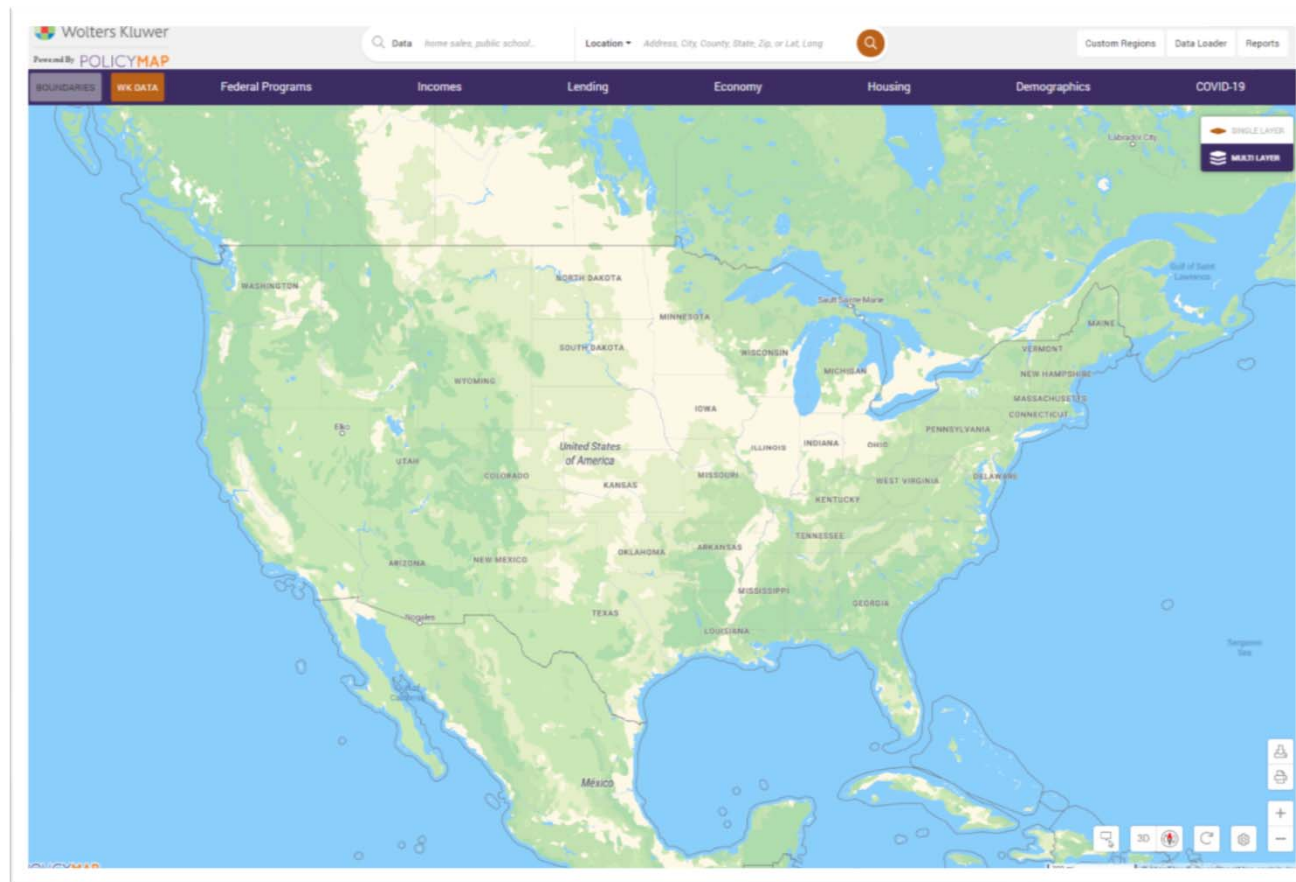 Wolters Kluwer
Powered By POLICYMAP
Data home sales, public school... Location Address, City, County, State, Zip, or Lat, Long
Custom Regions Data Loader Reports
BOUNDARIES WK DATA Federal Programs Incomes Lending Economy Housing Demographics COVID-19
SINGLE LAYER
Labrador City
MULTI LAYER
Gulf of Saint
Lawrence
NORTH DAKOTA
WASHINGTON
Sault Sainte Marie
MINNESOTA
MAINE
SOUTH DAKOTA
VERMONT
WISCONSIN
MICHIGAN
NEW HAMPSHIRE
WYOMING
MASSACHUSETTS
IOWA
CONNECTICUT
Elko
PENNSYLVANIA
United States
of America
ILLINOIS
INDIANA
OHIO
UTAH
COLORADO
MISSOURI
WEST VIRGINIA
DELAWARE
KANSAS
KENTUCKY
TENNESSEE
ARKANSAS
OKLAHOMA
ARIZONA
NEW MEXICO
MISSISSIPPI
GEORGIA
TEXAS
Nogales
LOUISIANA
Sargasso
Sea
Gulf of
California
México
3D
POLICYMAP